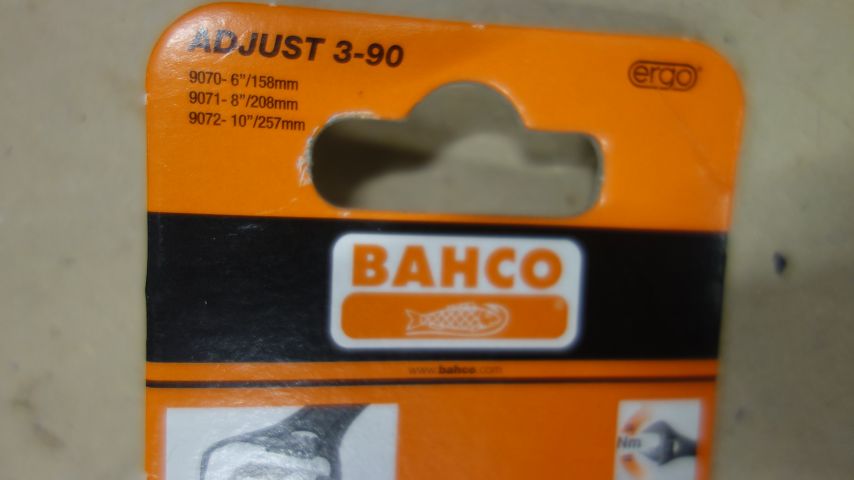 ADJUST 3-90
ergo
9070- 6"/158mm
9071- 8"/208mm
9072- 10"/257mm
BAHCO
www.bahco.com
Nm